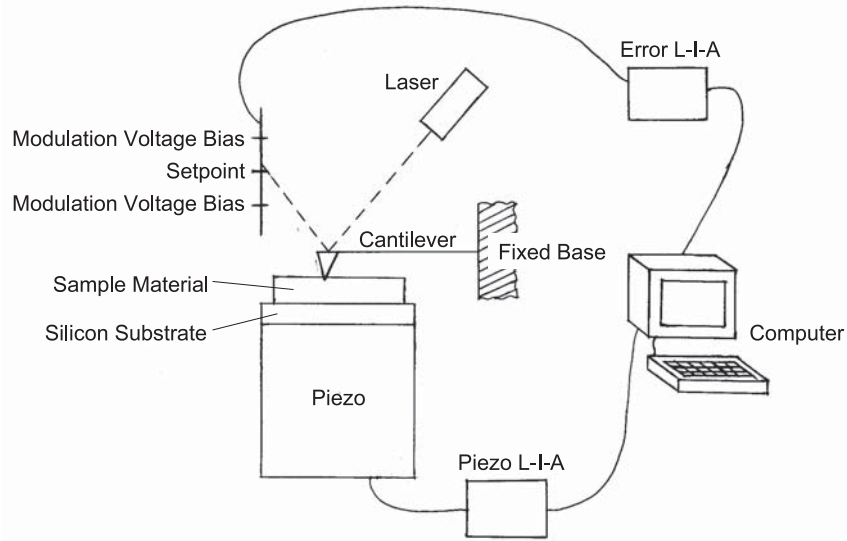 Error L-I-A
Laser
Modulation Voltage Bias
Setpoint
Modulation Voltage Bias
Cantilever
Fixed Base
Sample Material
Silicon Substrate
Computer
Piezo
Piezo L-I-A